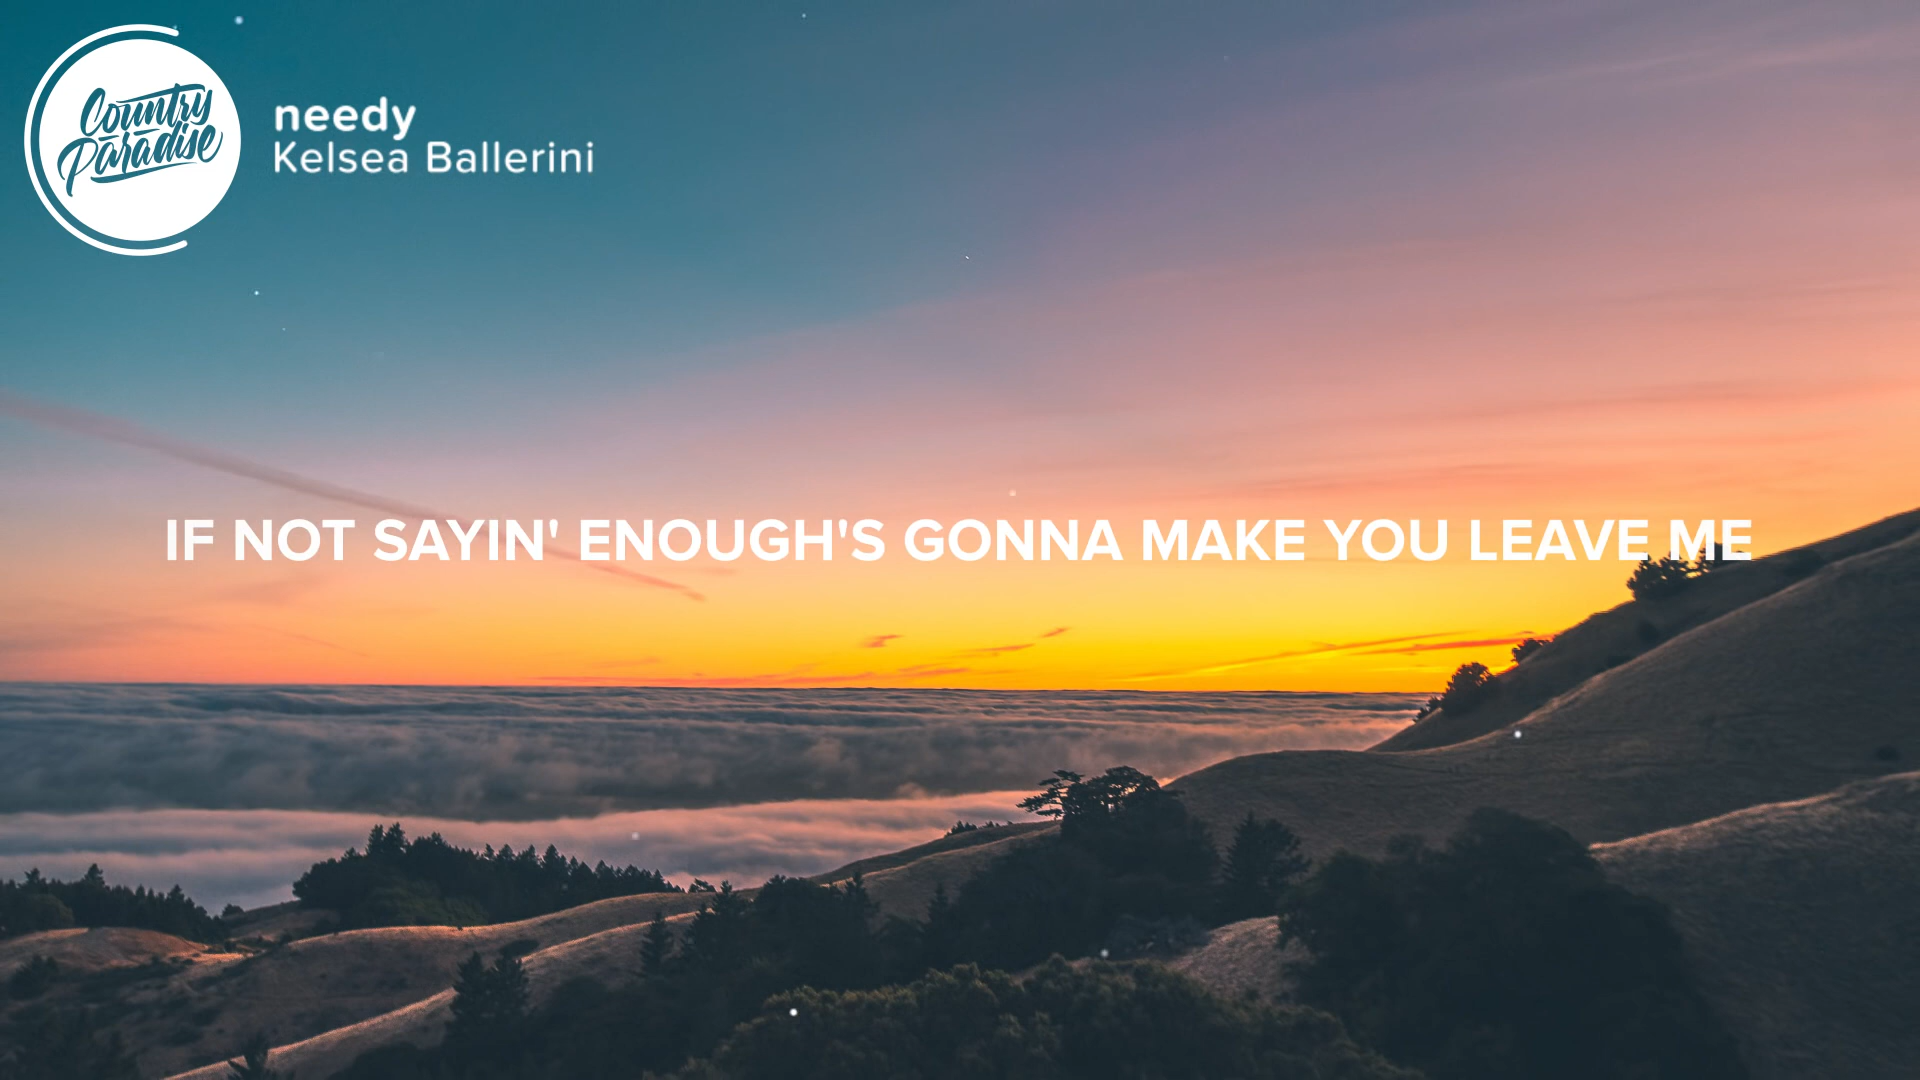 Country
Paradise
needy
Kelsea Ballerini
IF NOT SAYIN' ENOUGH'S GONNA MAKE YOU LEAVE ME